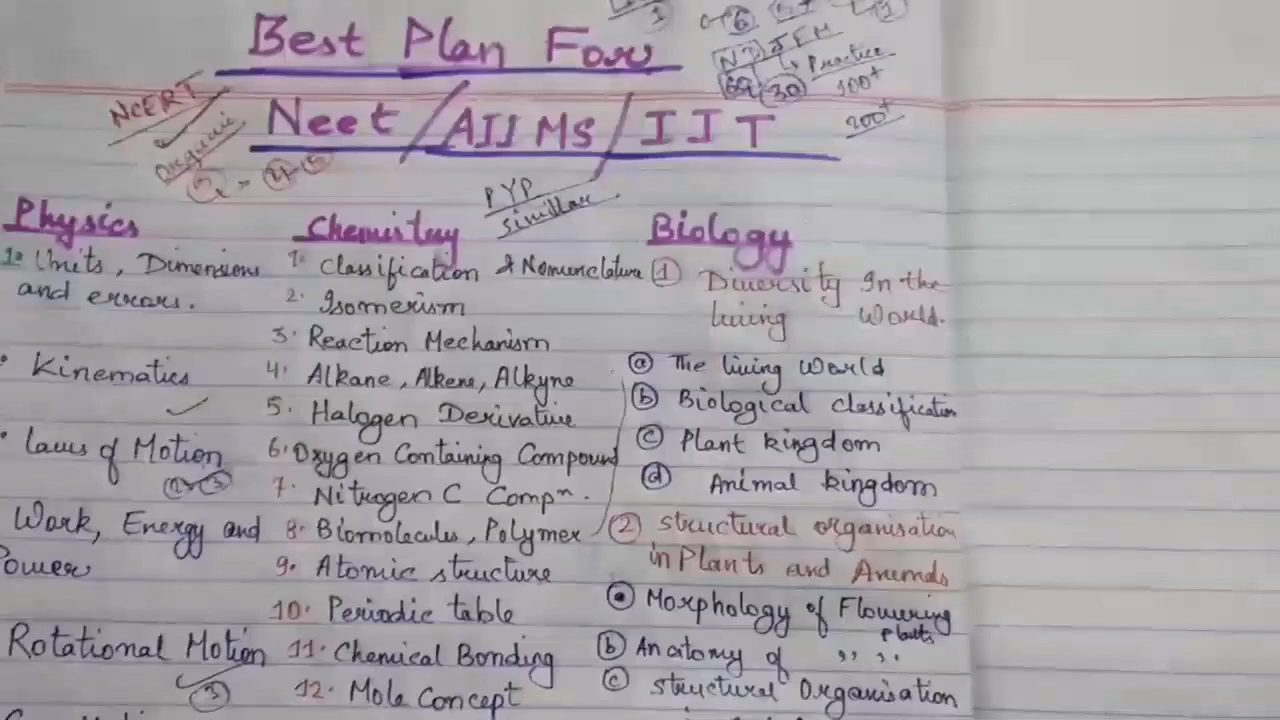 Best Plan For
Neet / AIIMS / IIT
NCERT
Organic
N? JFM
Practice
30
100+
200+
PYP
Simillar
Physics
1. Units, Dimensions
and errors.
Kinematics
laws of Motion
Work, Energy and
Power
Rotational Motion
3
Chemistry
1. Classification & Nomenclature
2. Isomerism
3. Reaction Mechanism
4. Alkane, Alkene, Alkyne
5. Halogen Derivative
6. Oxygen Containing Compound
7. Nitrogen C Compn.
8. Biomolecules, Polymer
9. Atomic structure
10. Periodic table
11. Chemical Bonding
12. Mole Concept
Biology
1 Diversity In the
living World.
a The living World
b Biological classification
c Plant kingdom
d Animal kingdom
2 structural organisation
in Plants and Animals
a Morphology of Flowering
Plants
b Anatomy of ,, ,,
c structural Organisation